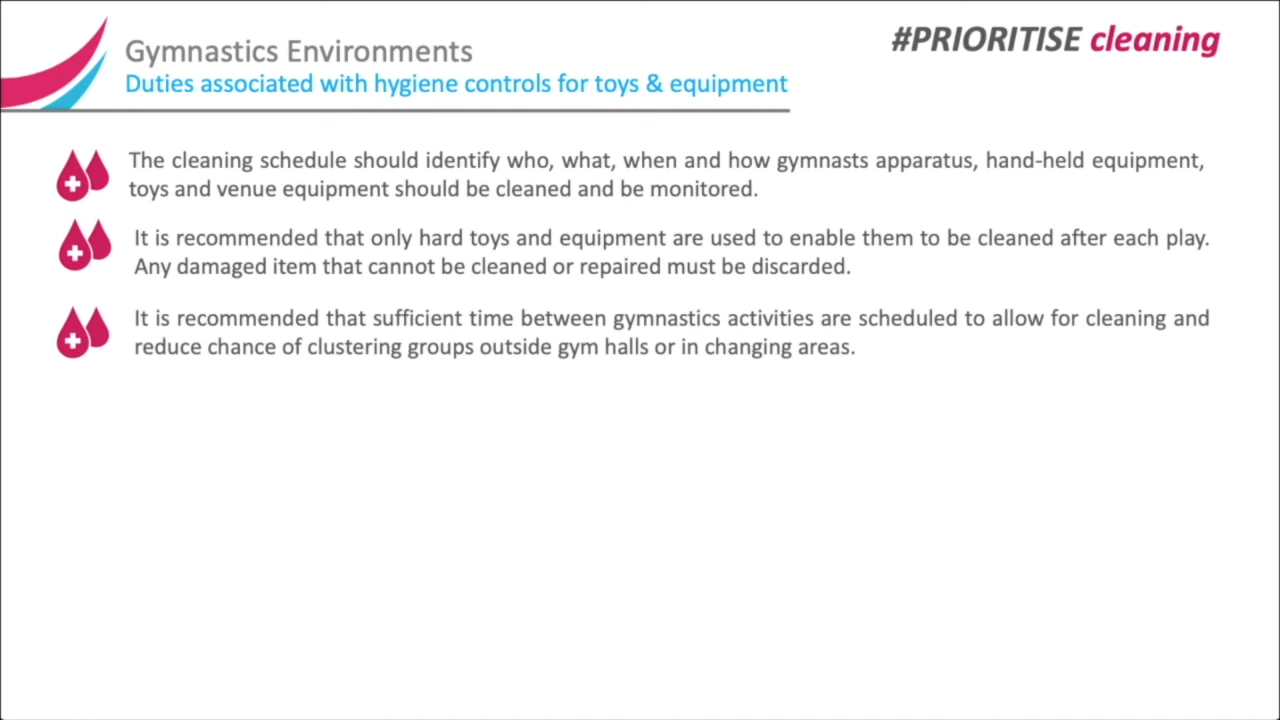 Gymnastics Environments
#PRIORITISE cleaning
Duties associated with hygiene controls for toys & equipment
The cleaning schedule should identify who, what, when and how gymnasts apparatus, hand-held equipment,
toys and venue equipment should be cleaned and be monitored.
It is recommended that only hard toys and equipment are used to enable them to be cleaned after each play.
Any damaged item that cannot be cleaned or repaired must be discarded.
It is recommended that sufficient time between gymnastics activities are scheduled to allow for cleaning and
reduce chance of clustering groups outside gym halls or in changing areas.